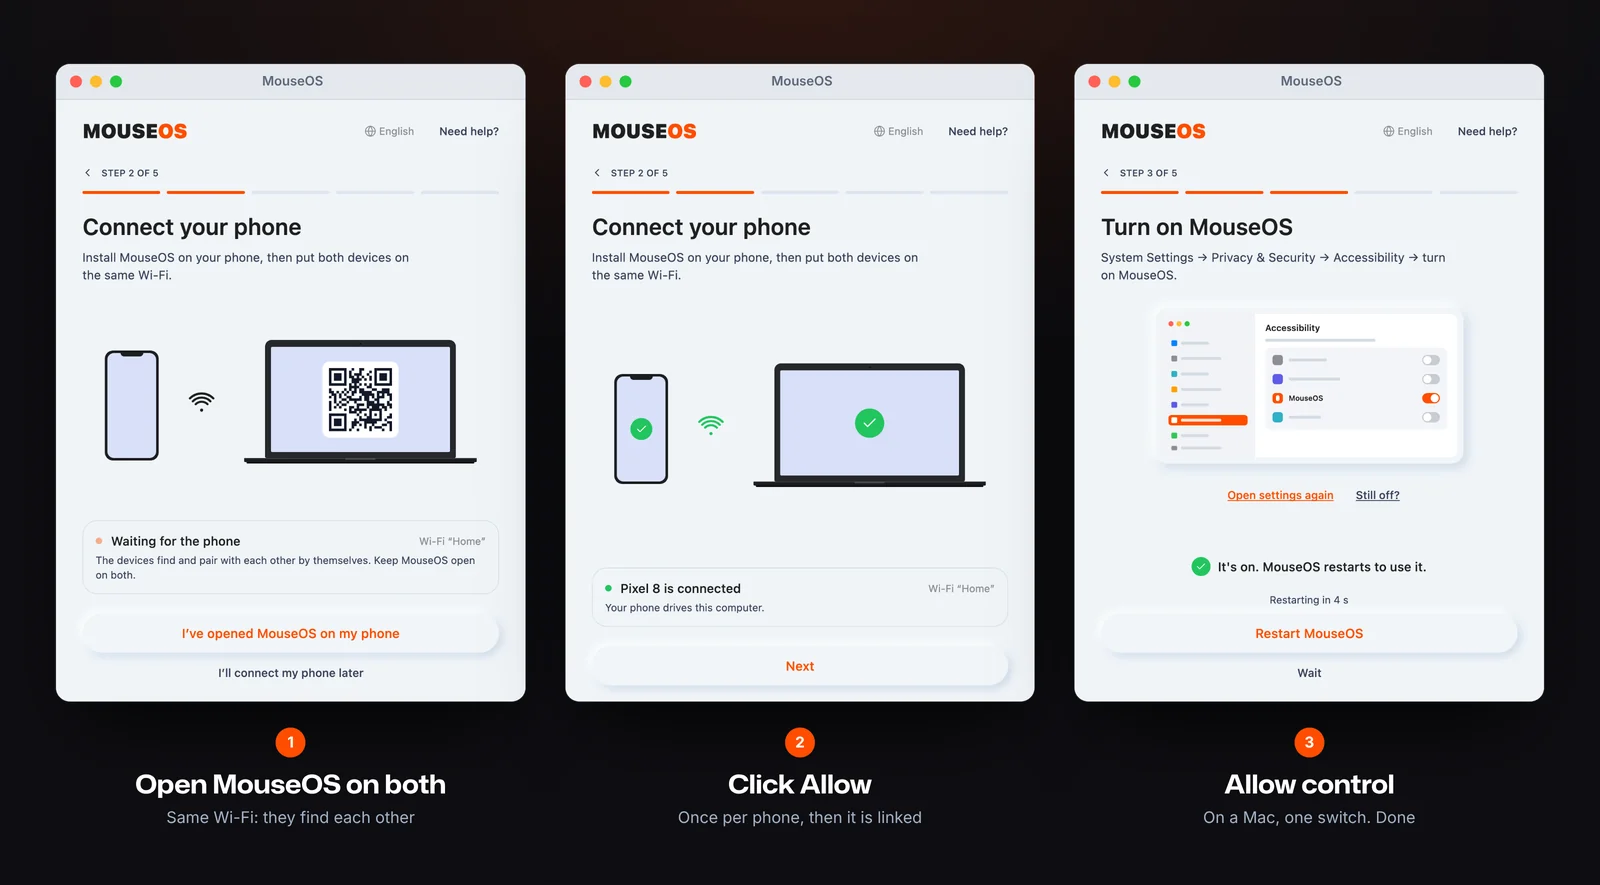 MouseOS
MOUSEOS
English
Need help?
STEP 2 OF 5
Connect your phone
Install MouseOS on your phone, then put both devices on
the same Wi-Fi.
Waiting for the phone
Wi-Fi “Home”
The devices find and pair with each other by themselves. Keep MouseOS open
on both.
I’ve opened MouseOS on my phone
I’ll connect my phone later
1
Open MouseOS on both
Same Wi-Fi: they find each other
MouseOS
MOUSEOS
English
Need help?
STEP 2 OF 5
Connect your phone
Install MouseOS on your phone, then put both devices on
the same Wi-Fi.
Pixel 8 is connected
Wi-Fi “Home”
Your phone drives this computer.
Next
2
Click Allow
Once per phone, then it is linked
MouseOS
MOUSEOS
English
Need help?
STEP 3 OF 5
Turn on MouseOS
System Settings → Privacy & Security → Accessibility → turn
on MouseOS.
Accessibility
MouseOS
Open settings again
Still off?
It's on. MouseOS restarts to use it.
Restarting in 4 s
Restart MouseOS
Wait
3
Allow control
On a Mac, one switch. Done